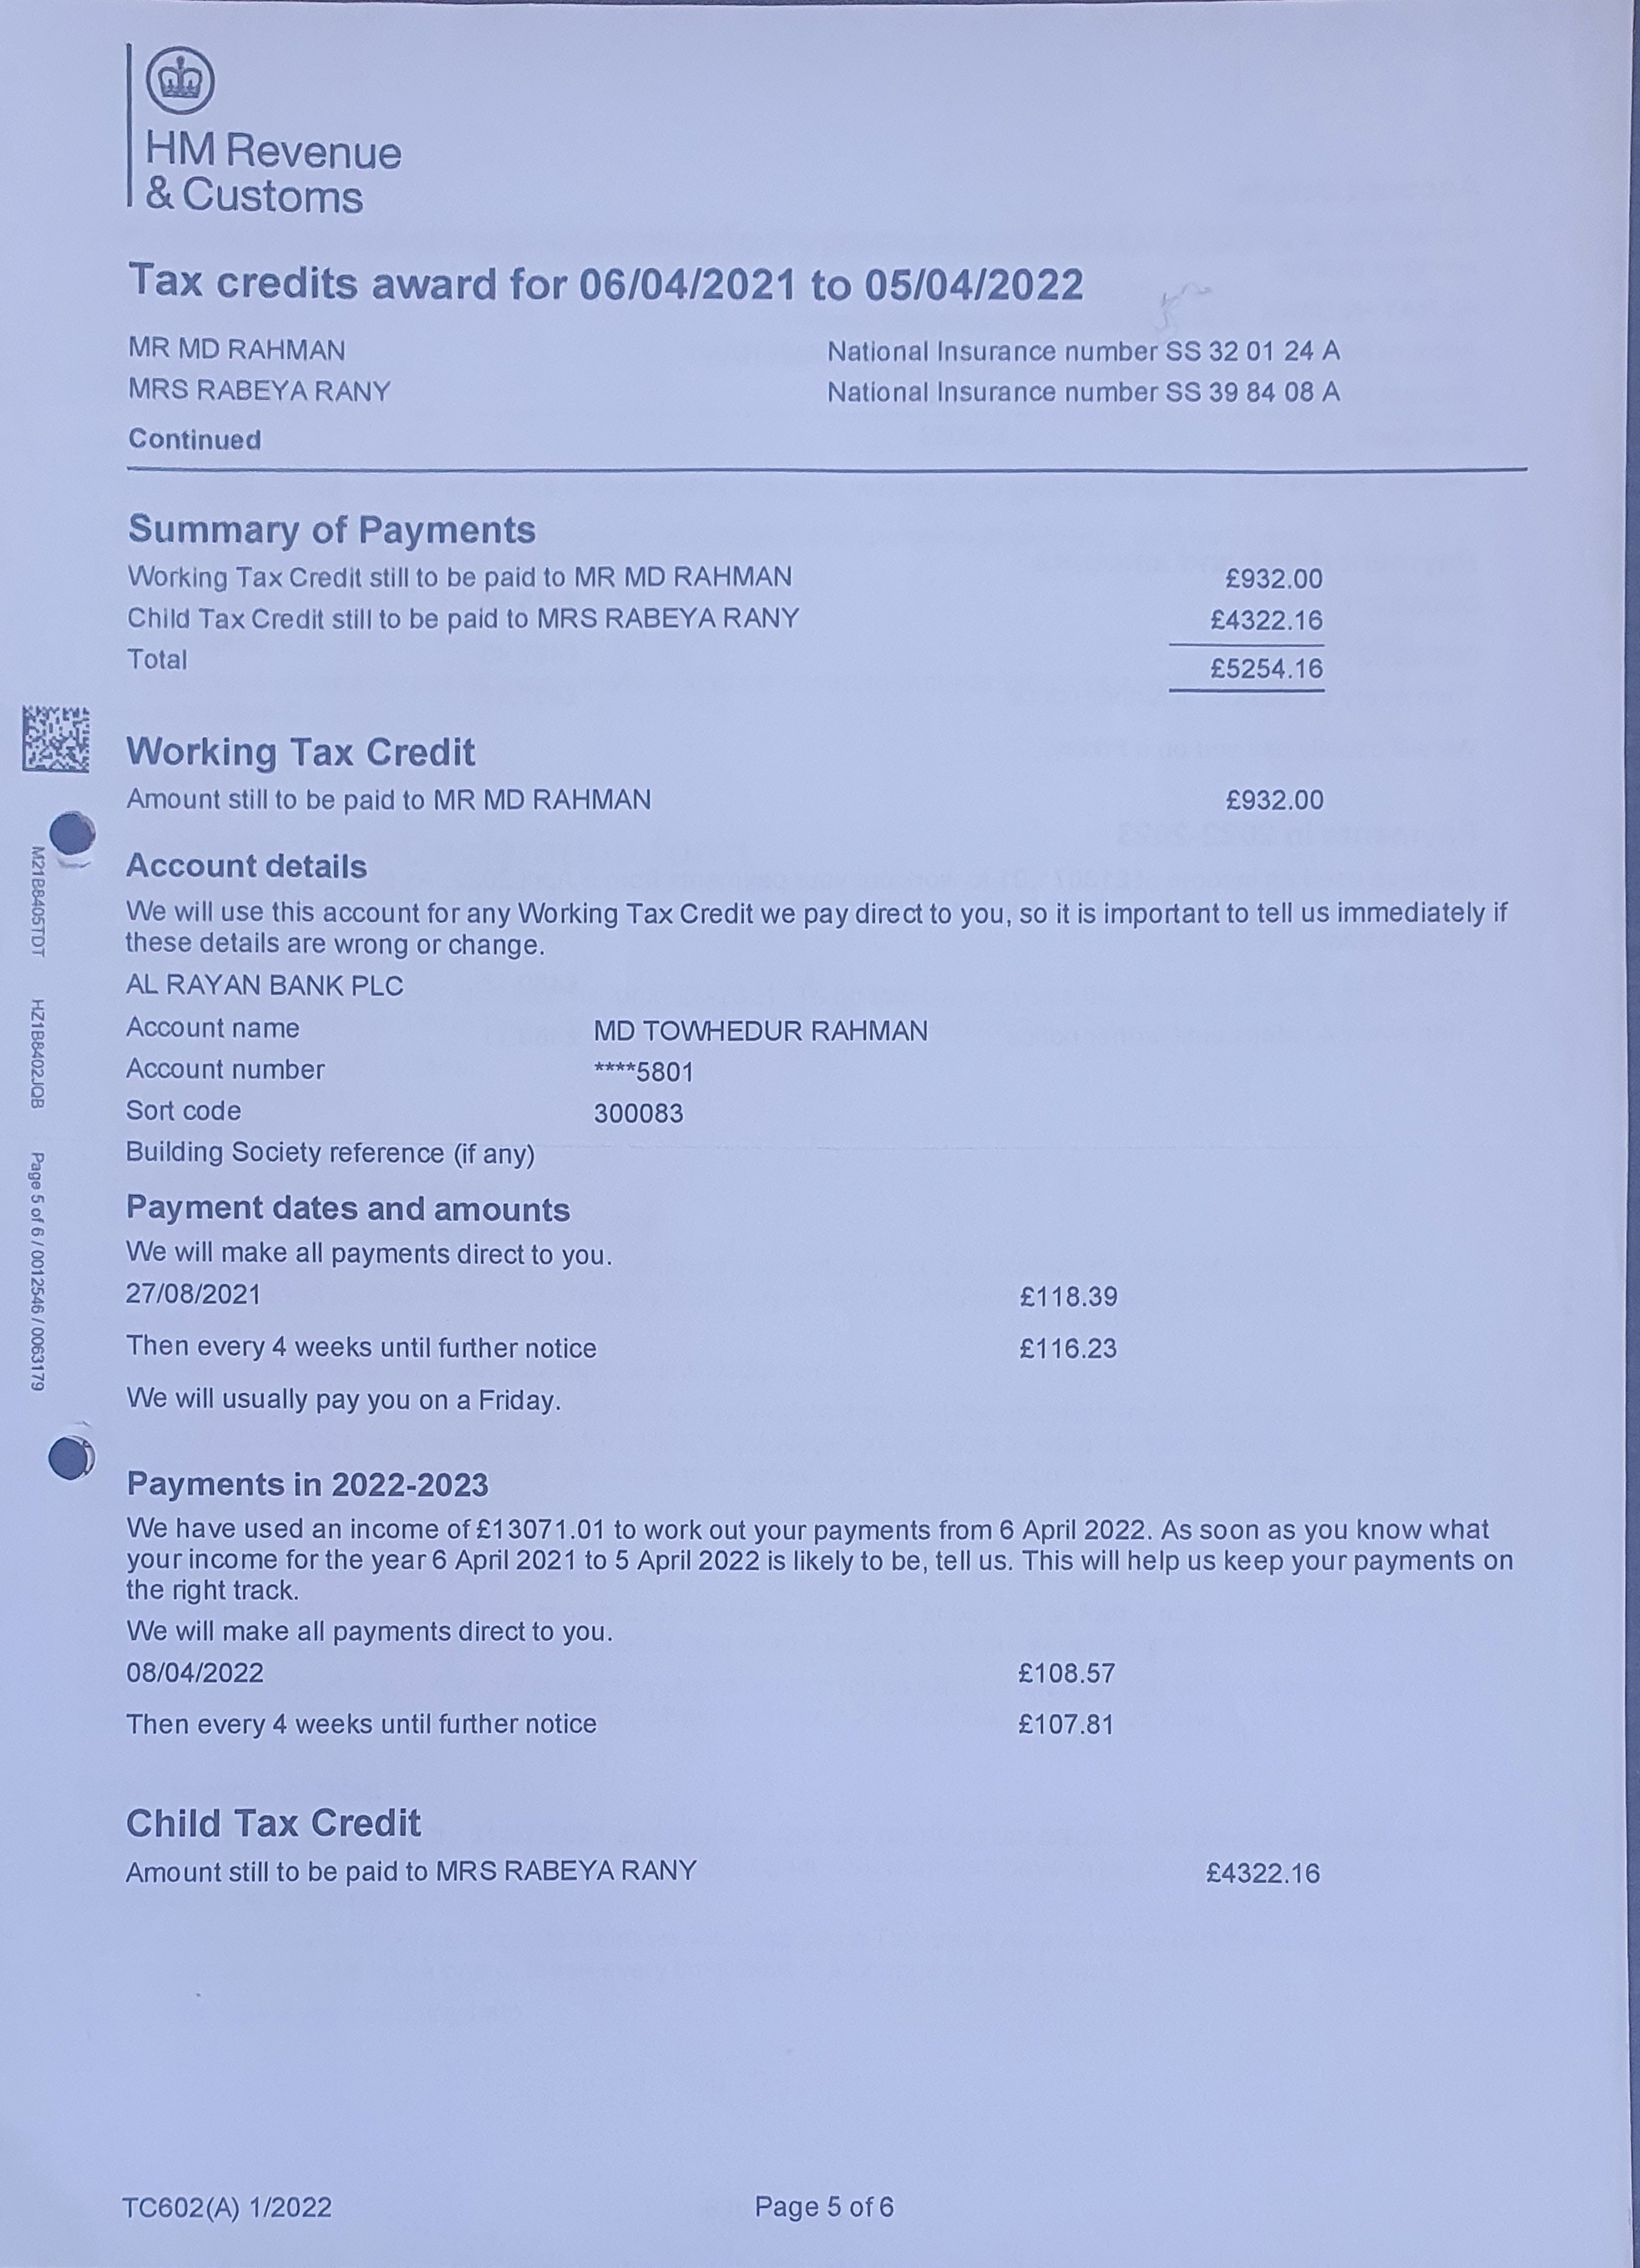 HM Revenue
& Customs
Tax credits award for 06/04/2021 to 05/04/2022
MR MD RAHMAN National Insurance number SS 32 01 24 A
MRS RABEYA RANY National Insurance number SS 39 84 08 A
Continued
Summary of Payments
Working Tax Credit still to be paid to MR MD RAHMAN £932.00
Child Tax Credit still to be paid to MRS RABEYA RANY £4322.16
Total £5254.16
Working Tax Credit
Amount still to be paid to MR MD RAHMAN £932.00
Account details
We will use this account for any Working Tax Credit we pay direct to you, so it is important to tell us immediately if
these details are wrong or change.
AL RAYAN BANK PLC
Account name MD TOWHEDUR RAHMAN
Account number ****5801
Sort code 300083
Building Society reference (if any)
Payment dates and amounts
We will make all payments direct to you.
27/08/2021 £118.39
Then every 4 weeks until further notice £116.23
We will usually pay you on a Friday.
Payments in 2022-2023
We have used an income of £13071.01 to work out your payments from 6 April 2022. As soon as you know what
your income for the year 6 April 2021 to 5 April 2022 is likely to be, tell us. This will help us keep your payments on
the right track.
We will make all payments direct to you.
08/04/2022 £108.57
Then every 4 weeks until further notice £107.81
Child Tax Credit
Amount still to be paid to MRS RABEYA RANY £4322.16
TC602(A) 1/2022 Page 5 of 6
M21B8405TDT HZ1B8402JQB Page 5 of 6 / 0012546 / 0063179